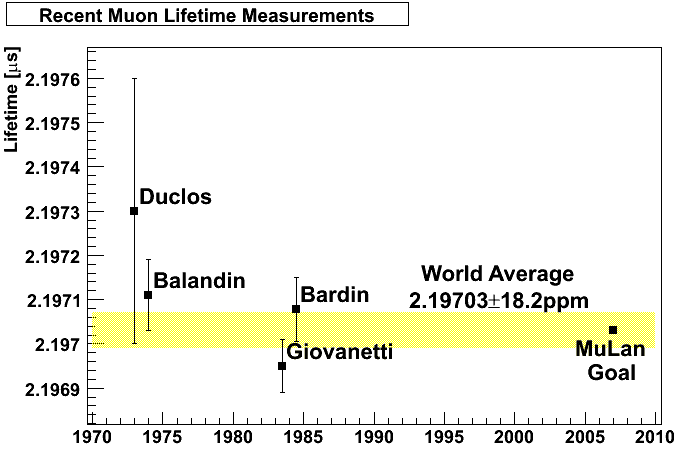 Recent Muon Lifetime Measurements
Lifetime [μs]
2.1976
2.1975
2.1974
2.1973
2.1972
2.1971
2.197
2.1969
Duclos
Balandin
Bardin
Giovanetti
World Average
2.19703±18.2ppm
MuLan
Goal
1970 1975 1980 1985 1990 1995 2000 2005 2010